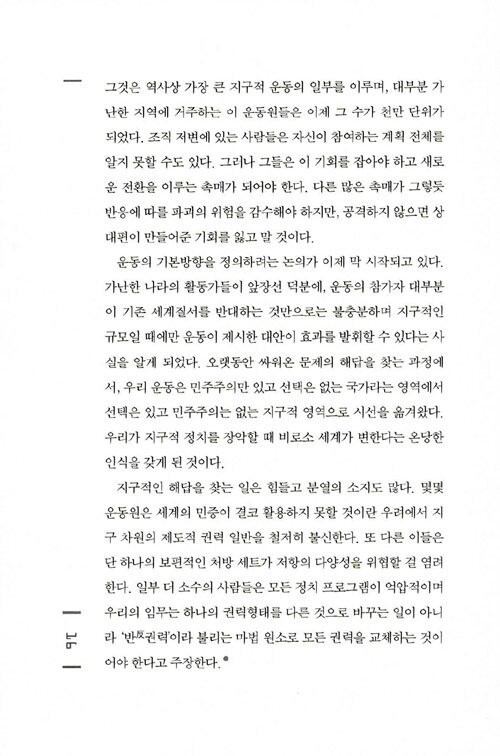 그것은 역사상 가장 큰 지구적 운동의 일부를 이루며, 대부분 가
난한 지역에 거주하는 이 운동원들은 이제 그 수가 천만 단위가
되었다. 조직 저변에 있는 사람들은 자신이 참여하는 계획 전체를
알지 못할 수도 있다. 그러나 그들은 이 기회를 잡아야 하고 새로
운 전환을 이루는 촉매가 되어야 한다. 다른 많은 촉매가 그렇듯
반응에 따를 파괴의 위험을 감수해야 하지만, 공격하지 않으면 상
대편이 만들어준 기회를 잃고 말 것이다.
운동의 기본방향을 정의하려는 논의가 이제 막 시작되고 있다.
가난한 나라의 활동가들이 앞장선 덕분에, 운동의 참가자 대부분
이 기존 세계질서를 반대하는 것만으로는 불충분하며 지구적인
규모일 때에만 운동이 제시한 대안이 효과를 발휘할 수 있다는 사
실을 알게 되었다. 오랫동안 싸워온 문제의 해답을 찾는 과정에
서, 우리 운동은 민주주의만 있고 선택은 없는 국가라는 영역에서
선택은 있고 민주주의는 없는 지구적 영역으로 시선을 옮겨왔다.
우리가 지구적 정치를 장악할 때 비로소 세계가 변한다는 온당한
인식을 갖게 된 것이다.
지구적인 해답을 찾는 일은 힘들고 분열의 소지도 많다. 몇몇
운동원은 세계의 민중이 결코 활용하지 못할 것이란 우려에서 지
구 차원의 제도적 권력 일반을 철저히 불신한다. 또 다른 이들은
단 하나의 보편적인 처방 세트가 저항의 다양성을 위협할 걸 염려
한다. 일부 더 소수의 사람들은 모든 정치 프로그램이 억압적이며
우리의 임무는 하나의 권력형태를 다른 것으로 바꾸는 일이 아니
라 '반反권력'이라 불리는 마법 원소로 모든 권력을 교체하는 것이
어야 한다고 주장한다.●